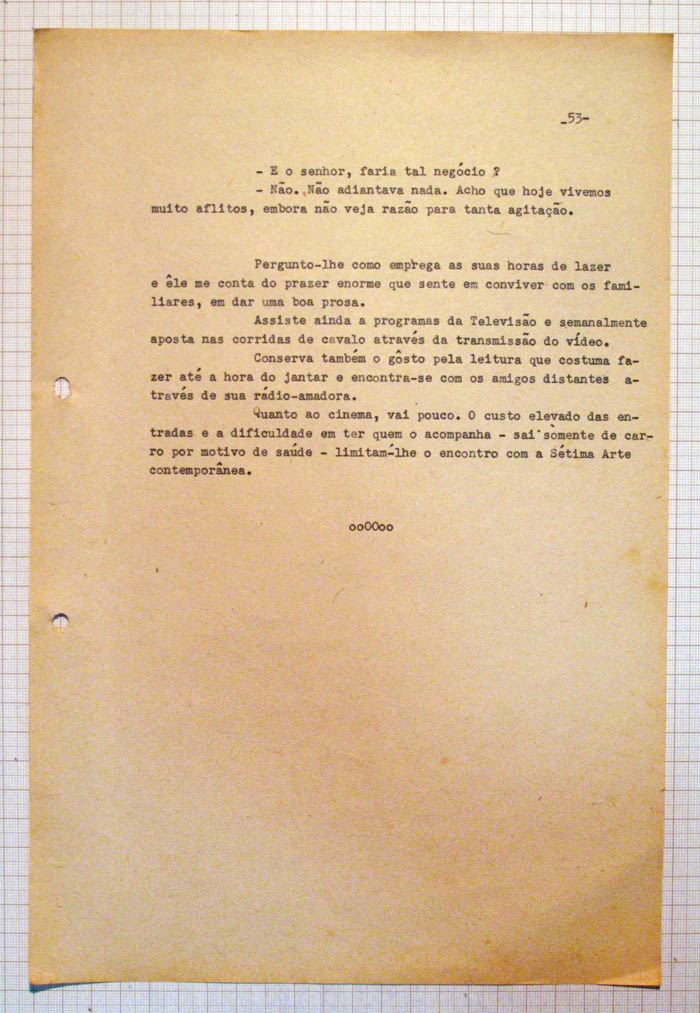 -53-
- E o senhor, faria tal negócio ?
- Não. Não adiantava nada. Acho que hoje vivemos
muito aflitos, embora não veja razão para tanta agitação.
Pergunto-lhe como emprega as suas horas de lazer
e êle me conta do prazer enorme que sente em conviver com os fami-
liares, em dar uma boa prosa.
Assiste ainda a programas da Televisão e semanalmente
aposta nas corridas de cavalo através da transmissão do vídeo.
Conserva também o gôsto pela leitura que costuma fa-
zer até a hora do jantar e encontra-se com os amigos distantes a-
través de sua rádio-amadora.
Quanto ao cinema, vai pouco. O custo elevado das en-
tradas e a dificuldade em ter quem o acompanha - sai sòmente de car-
ro por motivo de saúde - limitam-lhe o encontro com a Sétima Arte
contemporânea.
ooOOoo